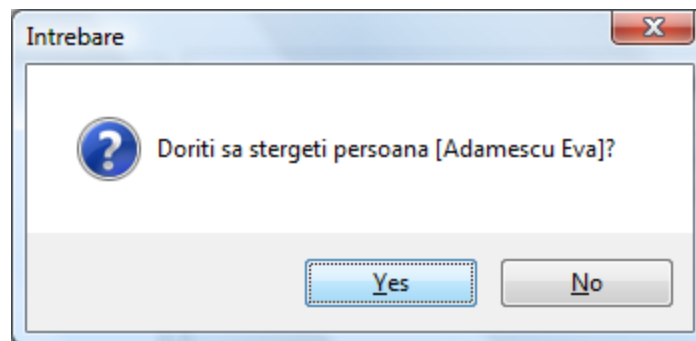 Intrebare
Doriti sa stergeti persoana [Adamescu Eva]?
Yes
No